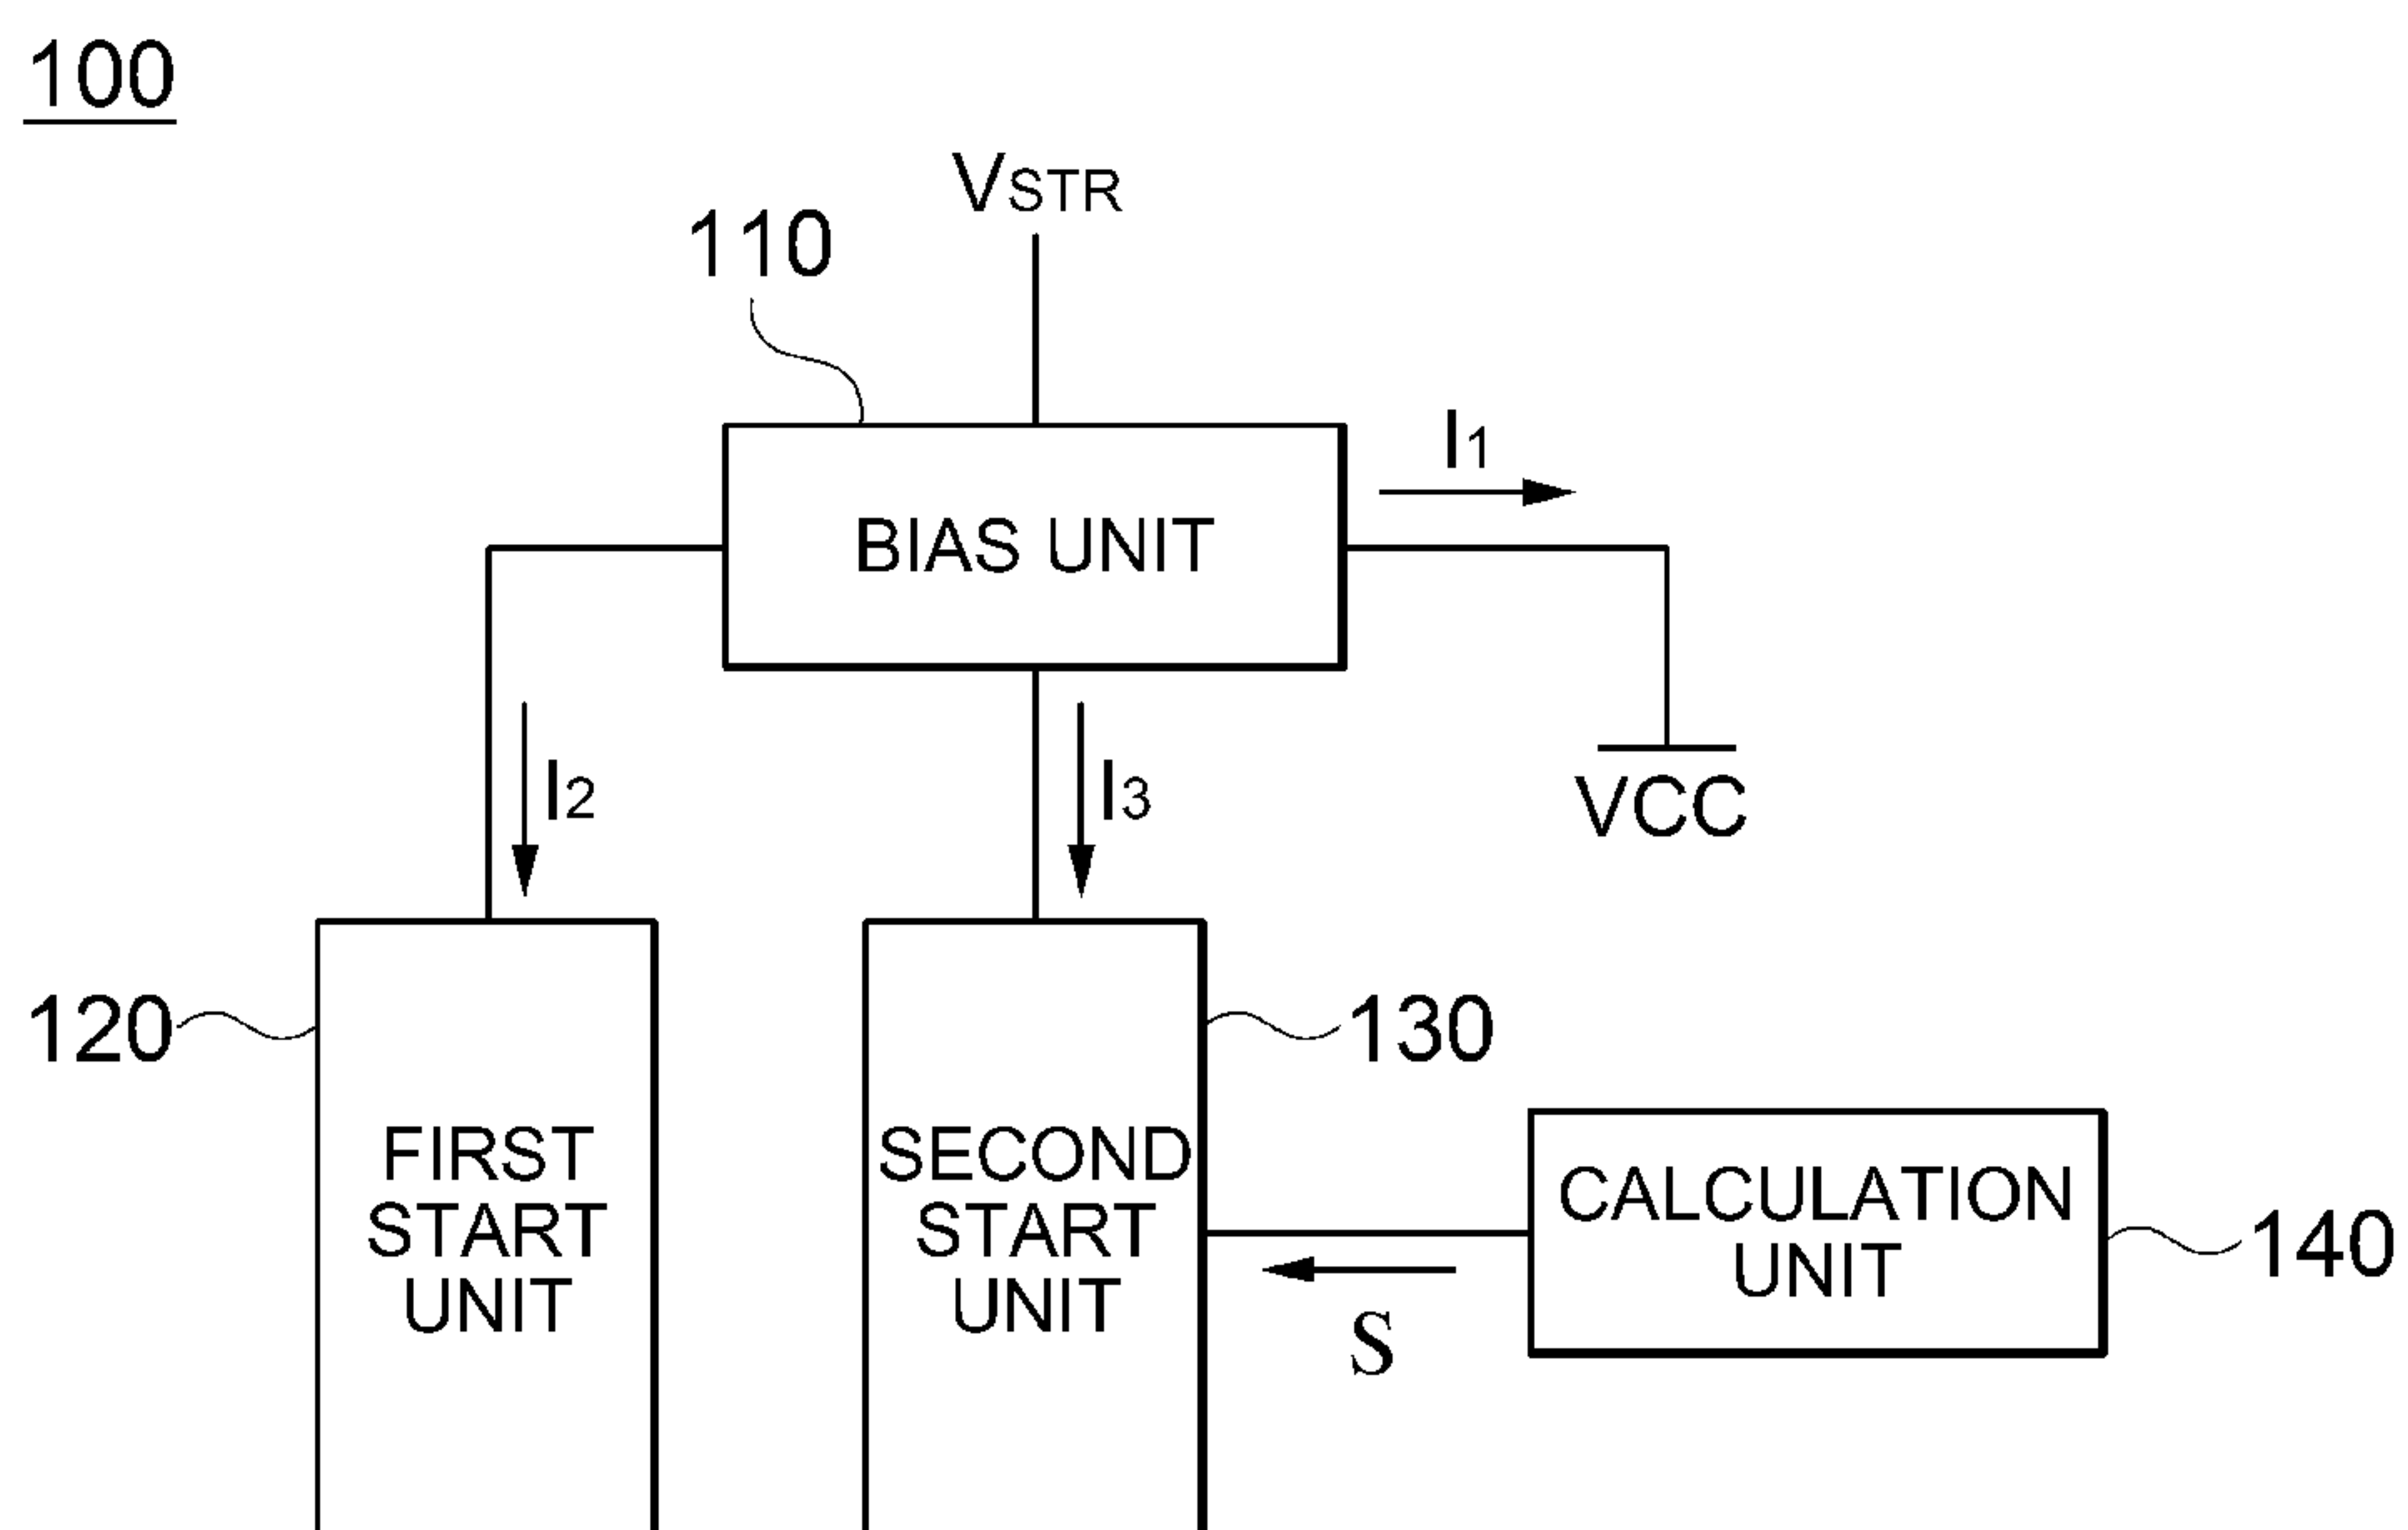 100
VSTR
110
I1
BIAS UNIT
I2
I3
VCC
120
130
FIRST
START
UNIT
SECOND
START
UNIT
CALCULATION
UNIT
140
S